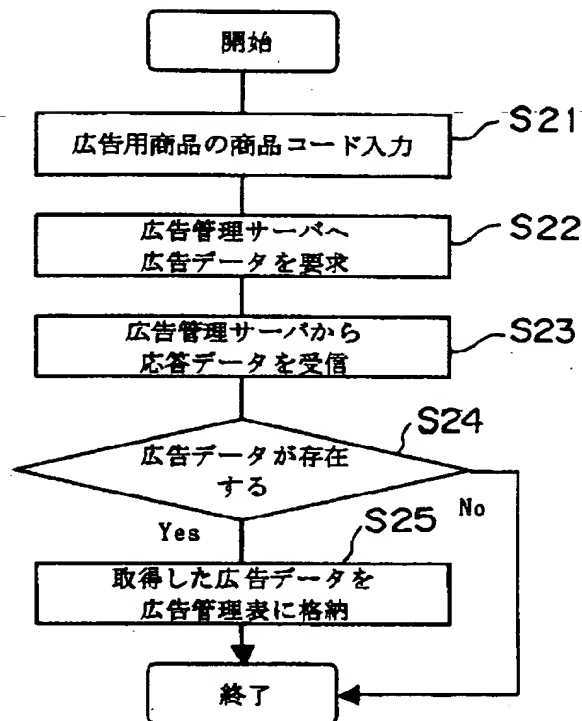 開始
広告用商品の商品コード入力
S21
広告管理サーバへ
広告データを要求
S22
広告管理サーバから
応答データを受信
S23
広告データが存在
する
S24
Yes
No
取得した広告データを
広告管理表に格納
S25
終了